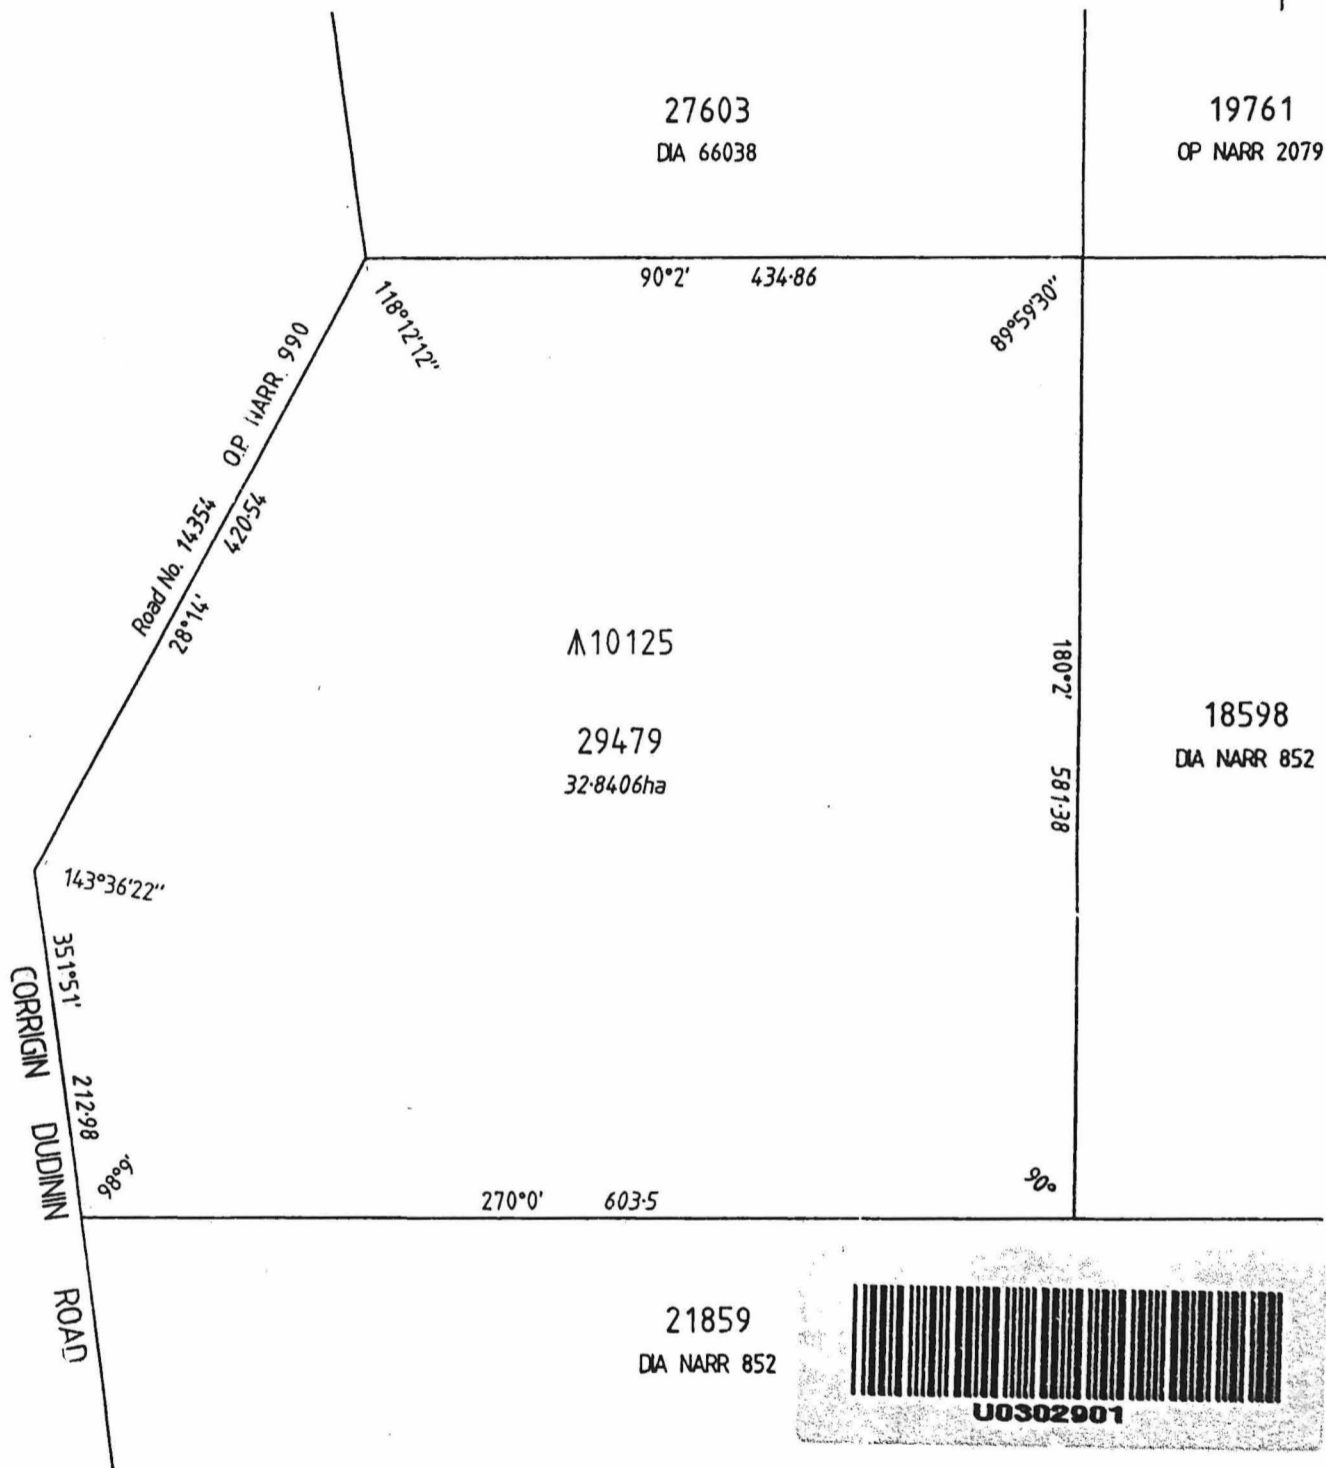 27603
DIA 66038
19761
OP NARR 2079
90°2' 434·86
118°12'12"
89°59'30"
Road No. 14354 O.P. NARR. 990
28°14' 420·54
10125
29479
32·8406ha
180°2' 581·38
18598
DIA NARR 852
143°36'22"
351°51' 212·98
CORRIGIN DUDININ ROAD
98°9'
270°0' 603·5
90°
21859
DIA NARR 852
U0302901